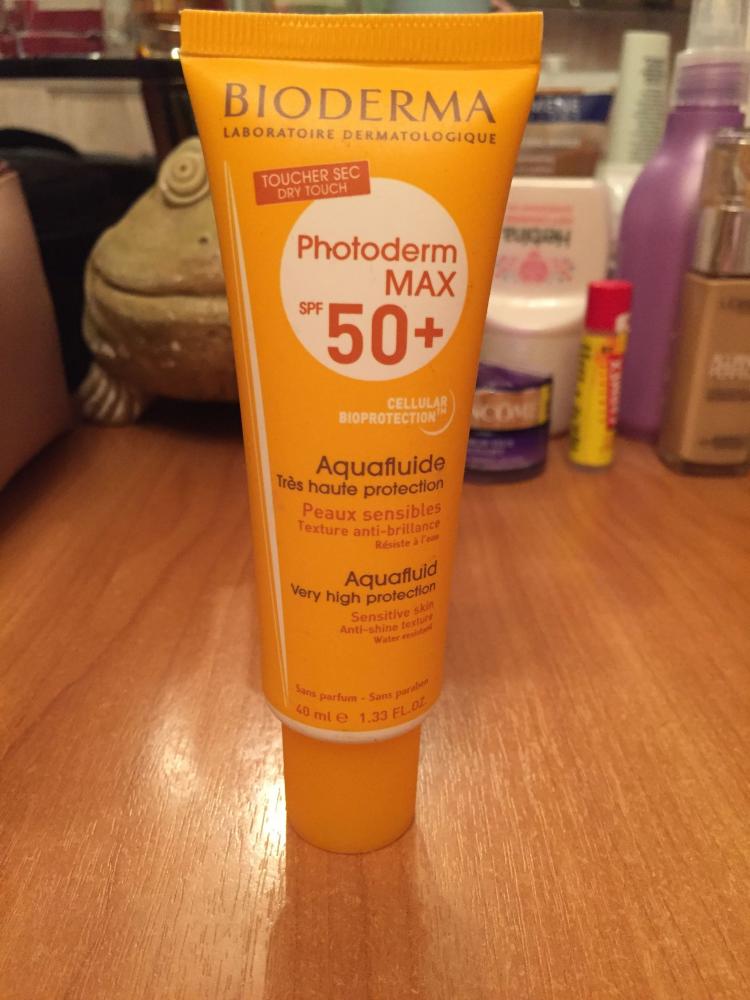 BIODERMA
LABORATOIRE DERMATOLOGIQUE
TOUCHER SEC
DRY TOUCH
Photoderm
MAX
SPF 50+
CELLULAR
BIOPROTECTION™
Aquafluide
Très haute protection
Peaux sensibles
Texture anti-brillance
Résiste à l'eau
Aquafluid
Very high protection
Sensitive skin
Anti-shine texture
Water resistant
Sans parfum - Sans paraben
40 ml e 1.33 FL.OZ.
Herbina